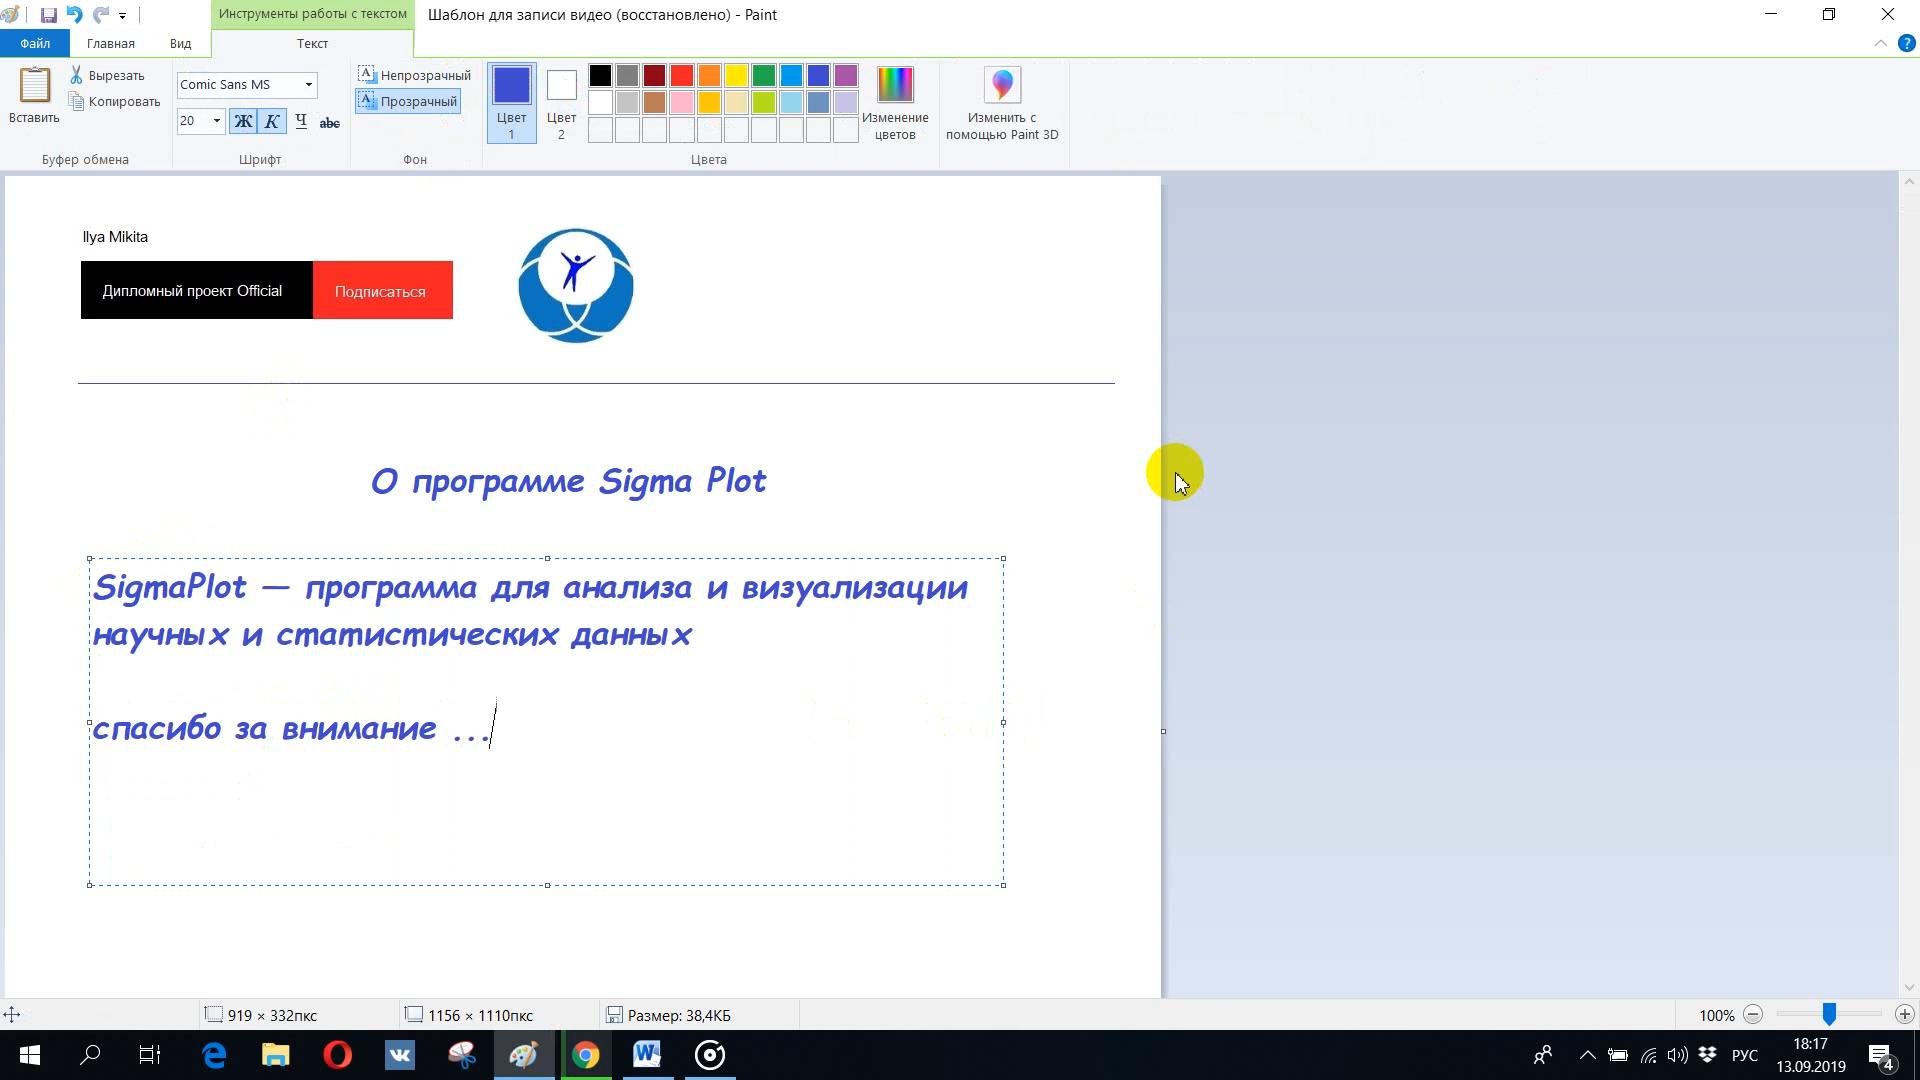 Инструменты работы с текстом
Шаблон для записи видео (восстановлено) - Paint
Файл
Главная
Вид
Текст
?
Вставить
Вырезать
Копировать
Буфер обмена
Comic Sans MS
20
Ж К Ч abc
Шрифт
Непрозрачный
Прозрачный
Фон
Цвет
1
Цвет
2
Цвета
Изменение
цветов
Изменить с
помощью Paint 3D
Ilya Mikita
Дипломный проект Official
Подписаться
О программе Sigma Plot
SigmaPlot — программа для анализа и визуализации
научных и статистических данных
спасибо за внимание ...
919 × 332пкс
1156 × 1110пкс
Размер: 38,4КБ
100%
РУС
18:17
13.09.2019
4